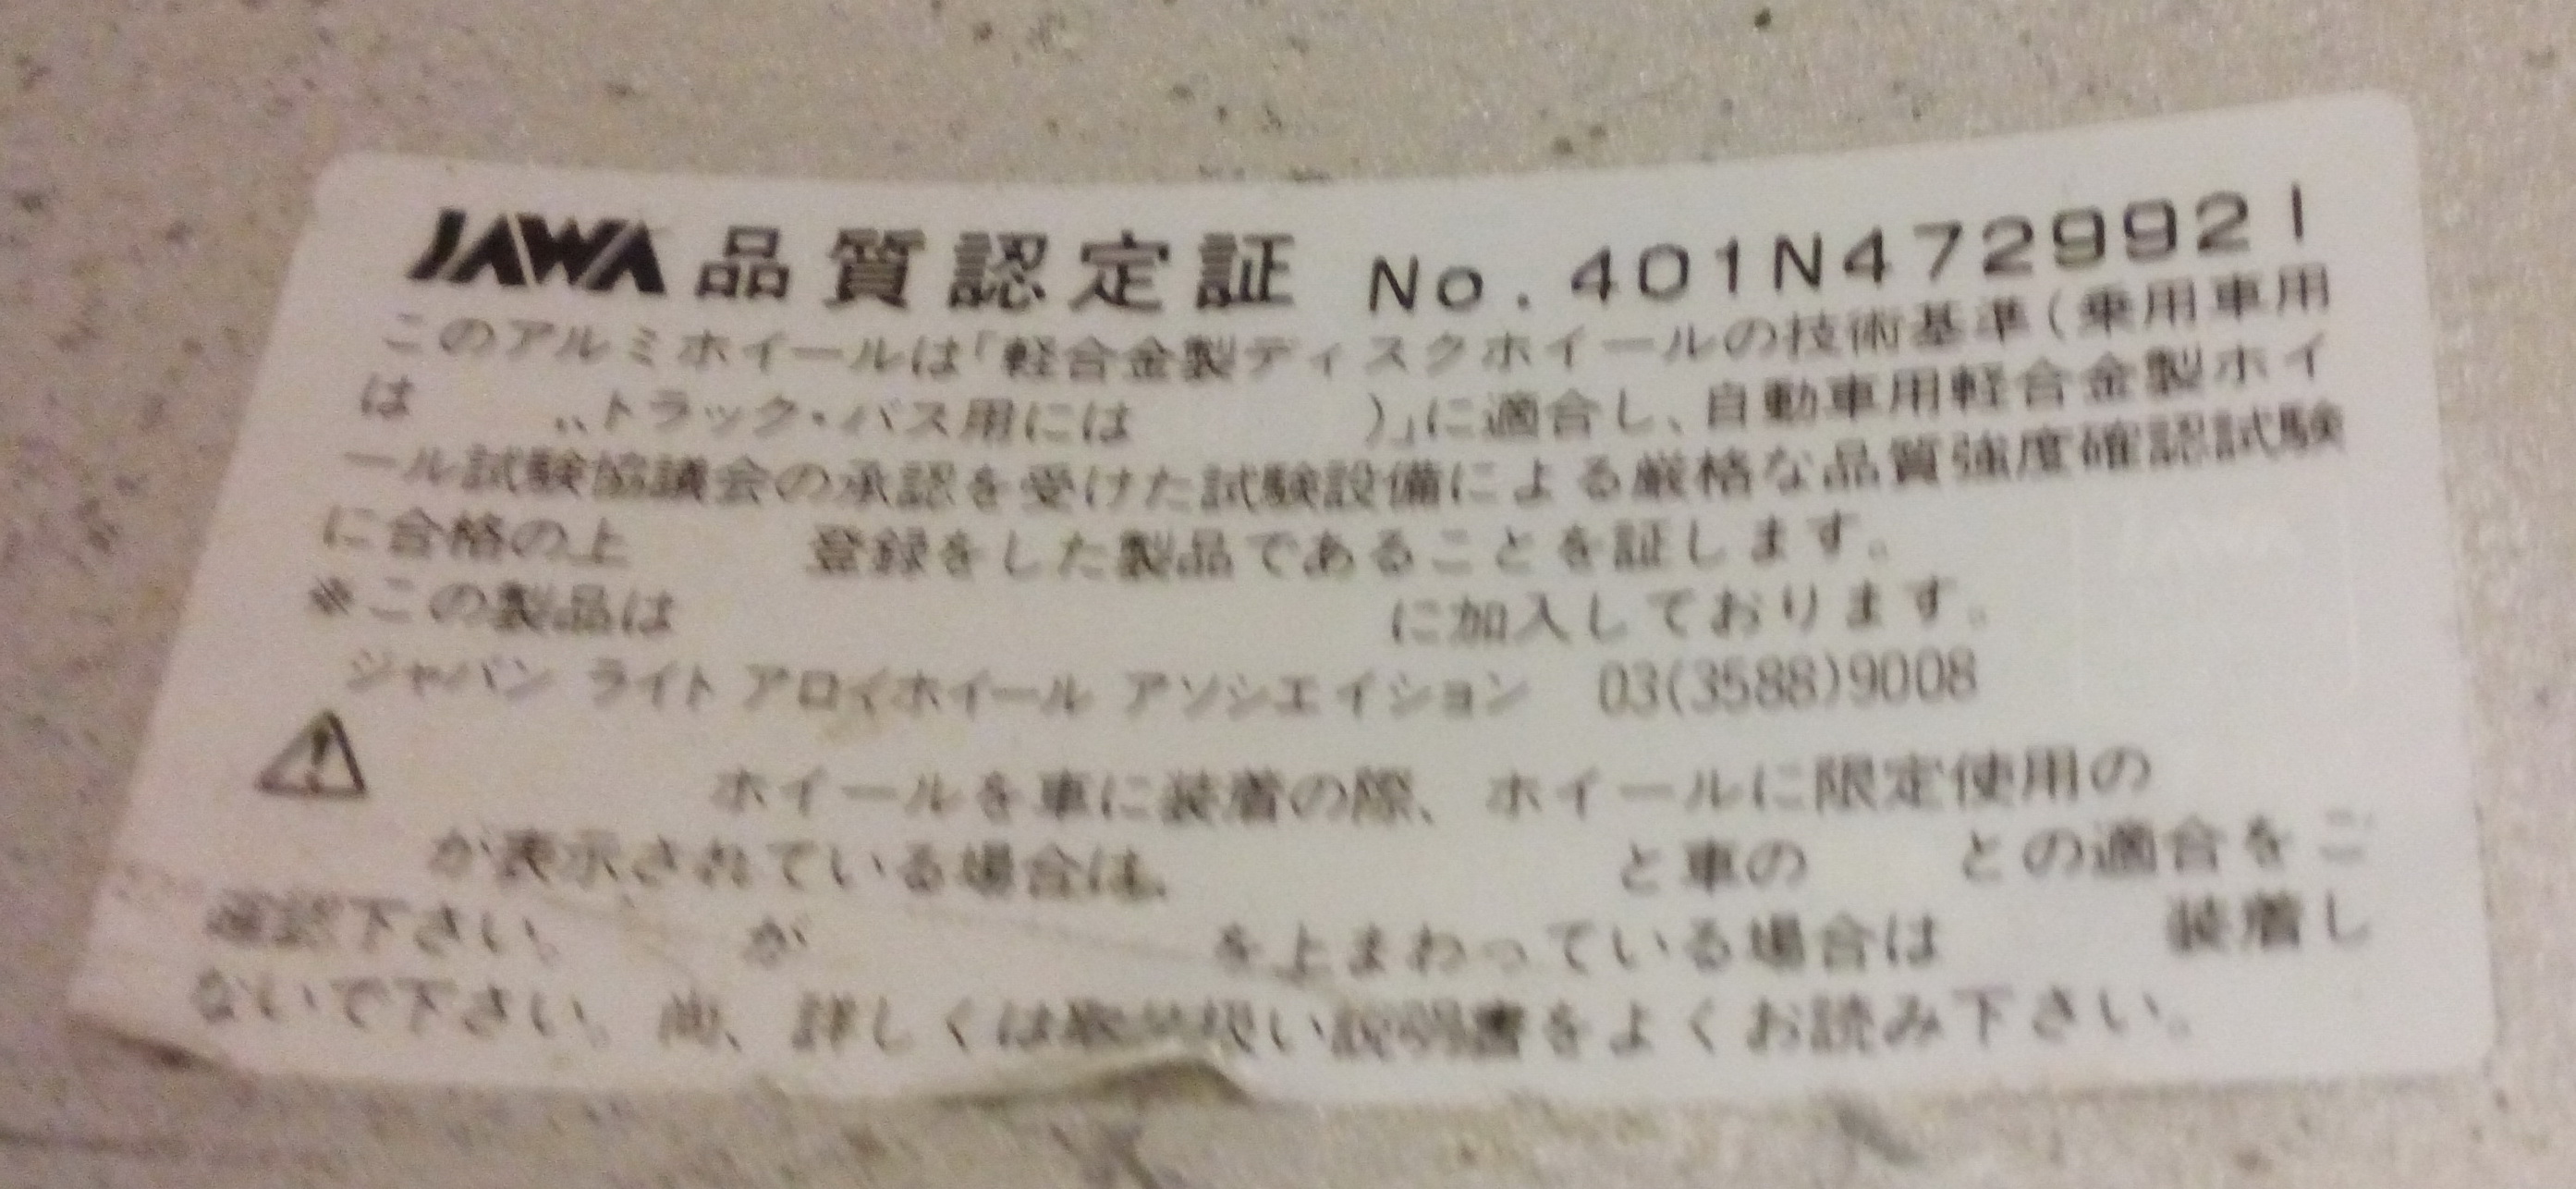 JAWA 品質認定証 No.401N4729921
このアルミホイールは「軽合金製ディスクホイールの技術基準(乗用車用
は 〃トラック・バス用には )」に適合し、自動車用軽合金製ホイ
ール試験協議会の承認を受けた試験設備による厳格な品質強度確認試験
に合格の上 登録をした製品であることを証します。
※この製品は に加入しております。
ジャパン ライト アロイホイール アソシエイション 03(3588)9008
ホイールを車に装着の際、ホイールに限定使用の
が表示されている場合は、 と車の との適合をご
確認下さい。 が を上まわっている場合は 装着し
ないで下さい。尚、詳しくは取り扱い説明書をよくお読み下さい。